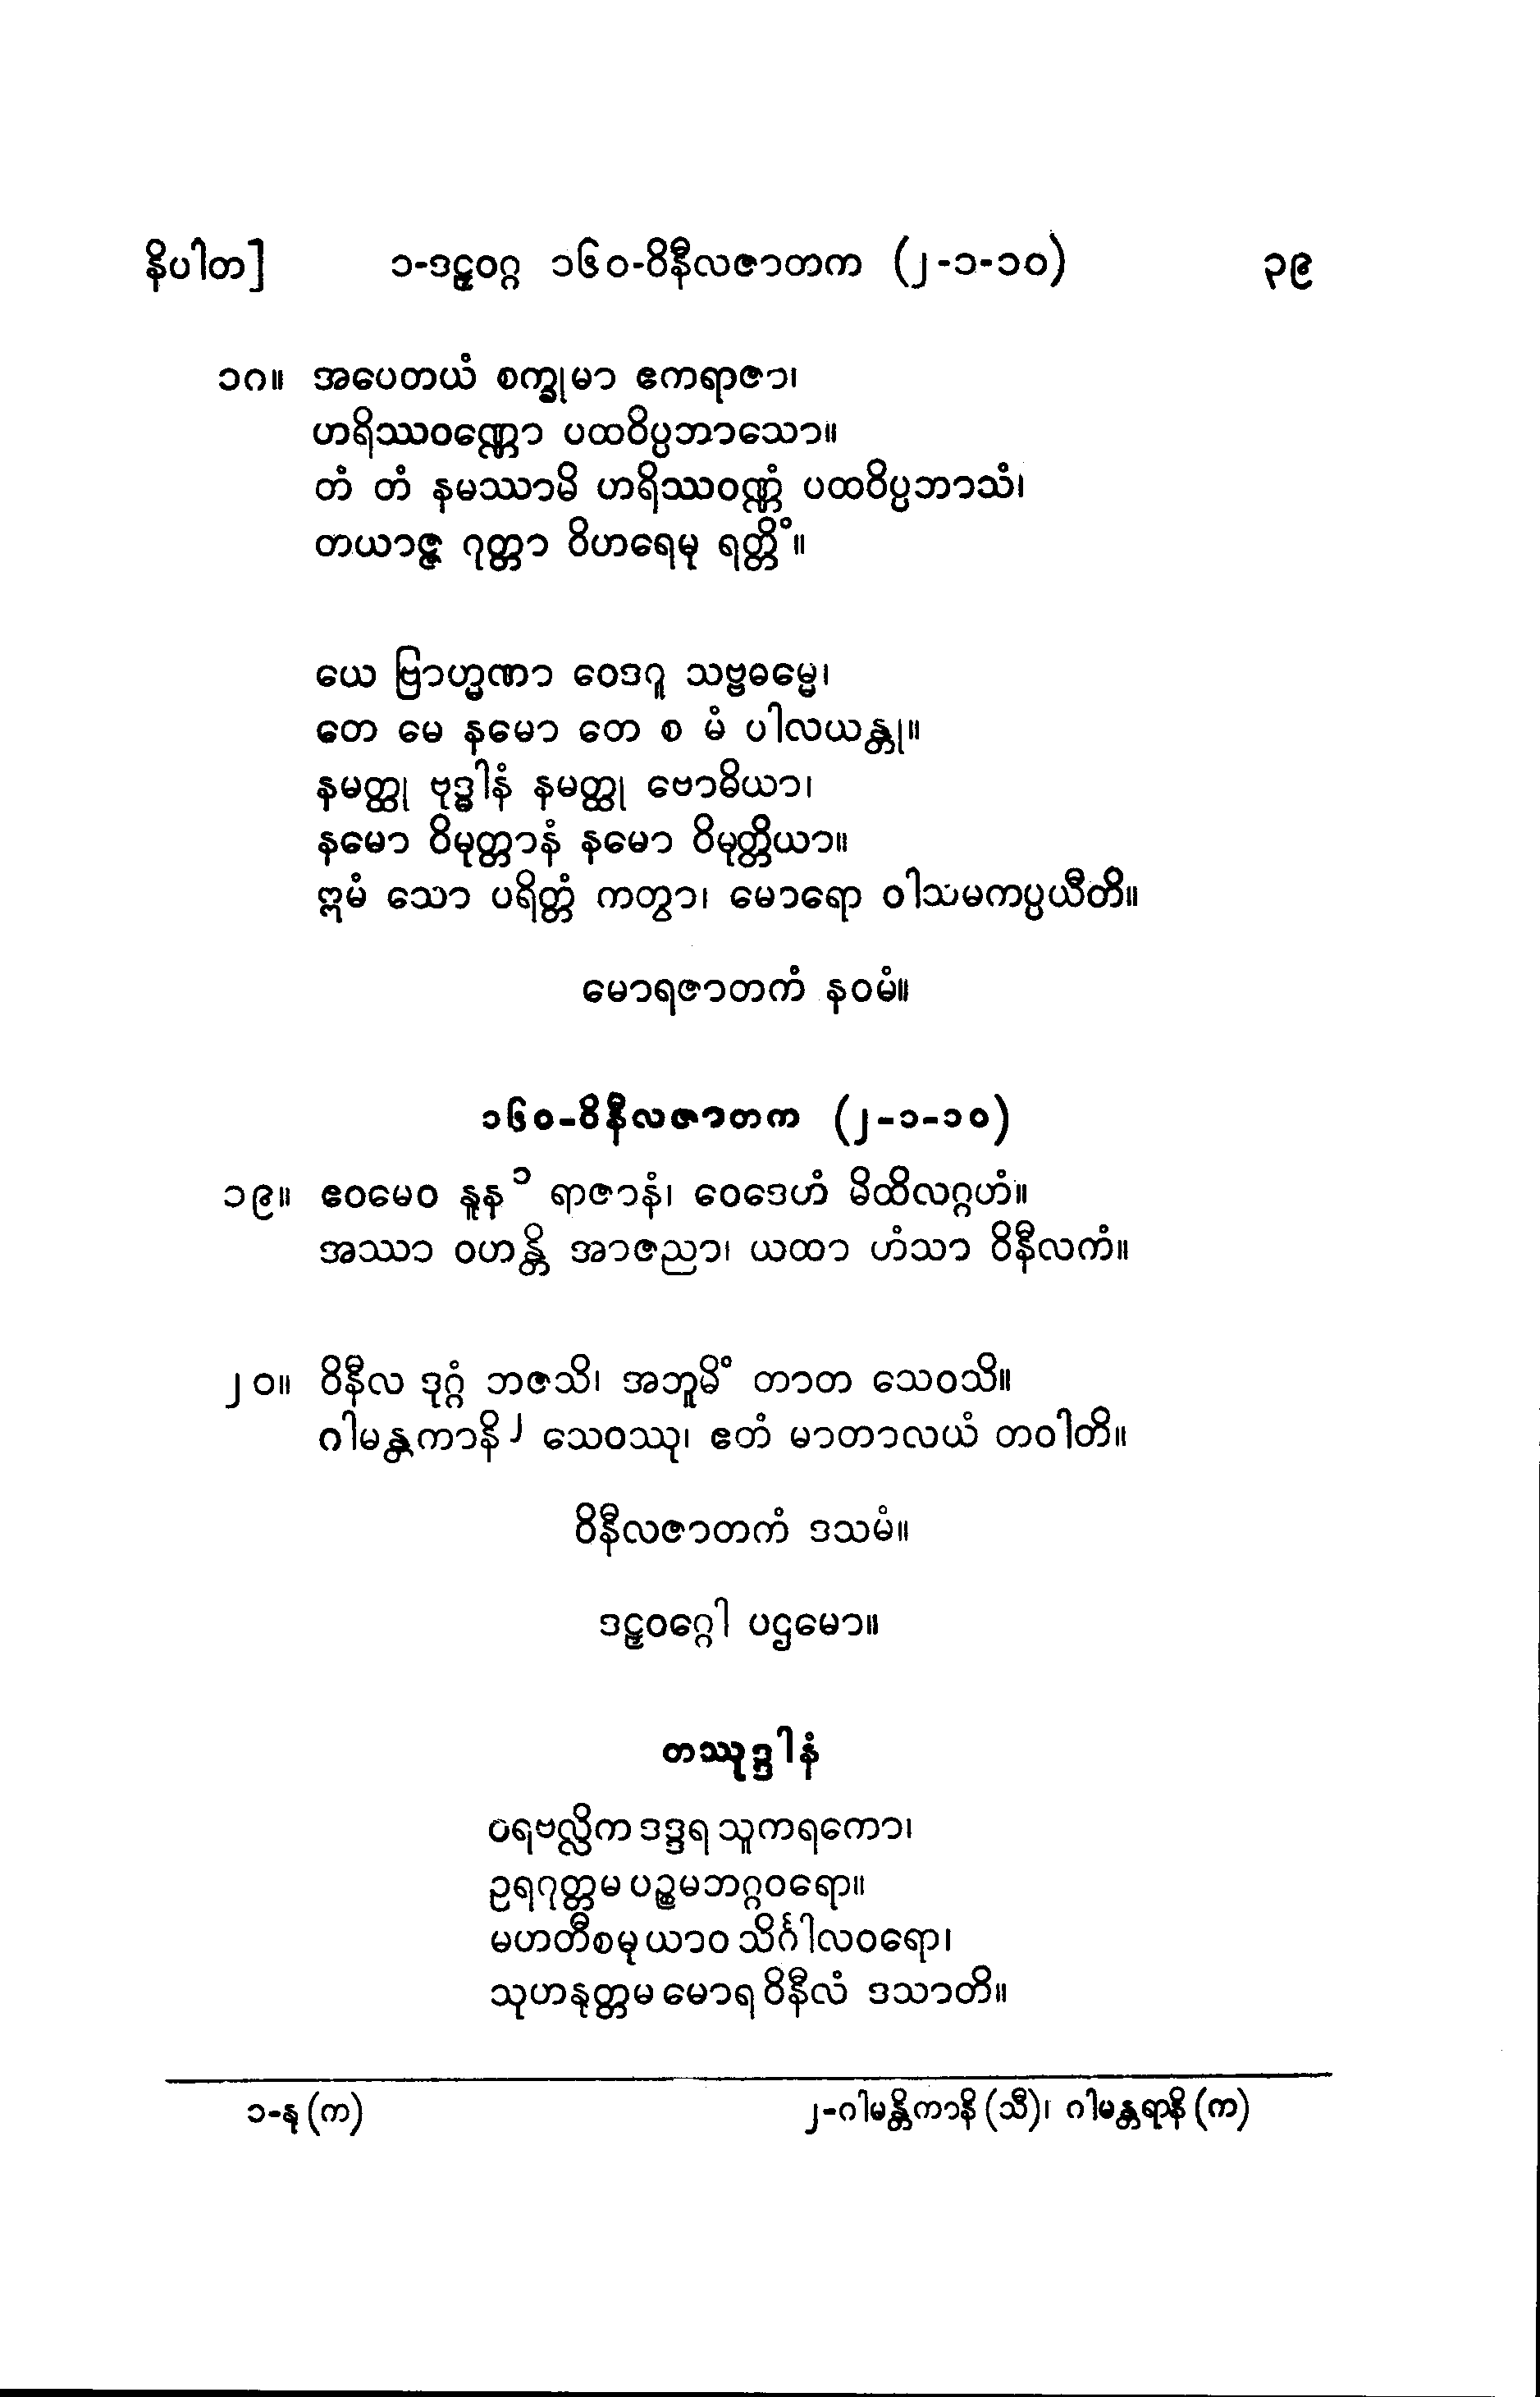 နိပါတ] ၁-ဒဠှဝဂ္ဂ ၁၆၀-ဝိနီလဇာတက (၂-၁-၁၀) ၃၉
၁၈။ အပေတယံ စက္ခုမာ ဧကရာဇာ၊
ဟရိဿဝဏ္ဏော ပထဝိပ္ပဘာသော။
တံ တံ နမဿာမိ ဟရိဿဝဏ္ဏံ ပထဝိပ္ပဘာသံ၊
တယာဇ္ဇ ဂုတ္တာ ဝိဟရေမု ရတ္တိံ။
ယေ ဗြာဟ္မဏာ ဝေဒဂူ သဗ္ဗဓမ္မေ၊
တေ မေ နမော တေ စ မံ ပါလယန္တု။
နမတ္ထု ဗုဒ္ဓါနံ နမတ္ထု ဗောဓိယာ၊
နမော ဝိမုတ္တာနံ နမော ဝိမုတ္တိယာ။
ဣမံ သော ပရိတ္တံ ကတွာ၊ မောရော ဝါသမကပ္ပယီတိ။
မောရဇာတကံ နဝမံ။
၁၆၀-ဝိနီလဇာတက (၂-၁-၁၀)
၁၉။ ဧဝမေဝ နူန ၁ ရာဇာနံ၊ ဝေဒေဟံ မိထိလဂ္ဂဟံ။
အဿာ ဝဟန္တိ အာဇညာ၊ ယထာ ဟံသာ ဝိနီလကံ။
၂၀။ ဝိနီလ ဒုဂ္ဂံ ဘဇသိ၊ အဘူမိံ တာတ သေဝသိ။
ဂါမန္တကာနိ ၂ သေဝဿု၊ ဧတံ မာတာလယံ တဝါတိ။
ဝိနီလဇာတကံ ဒသမံ။
ဒဠှဝဂ္ဂေါ ပဌမော။
တဿုဒ္ဒါနံ
ဝရဗလ္လိက ဒဒ္ဒရ သူကရကော၊
ဥရဂုတ္တမ ပဉ္စမဘဂ္ဂဝရော။
မဟတီစမု ယာဝ သိင်္ဂါလဝရော၊
သုဟနုတ္တမ မောရ ဝိနီလံ ဒသာတိ။
၁-နု (က) ၂-ဂါမန္တိကာနိ (သီ)၊ ဂါမန္တရာနိ (က)